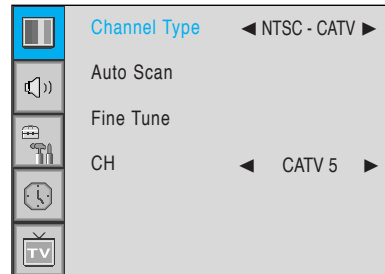 Channel Type ◀ NTSC - CATV ▶
Auto Scan
Fine Tune
CH ◀ CATV 5 ▶
TV